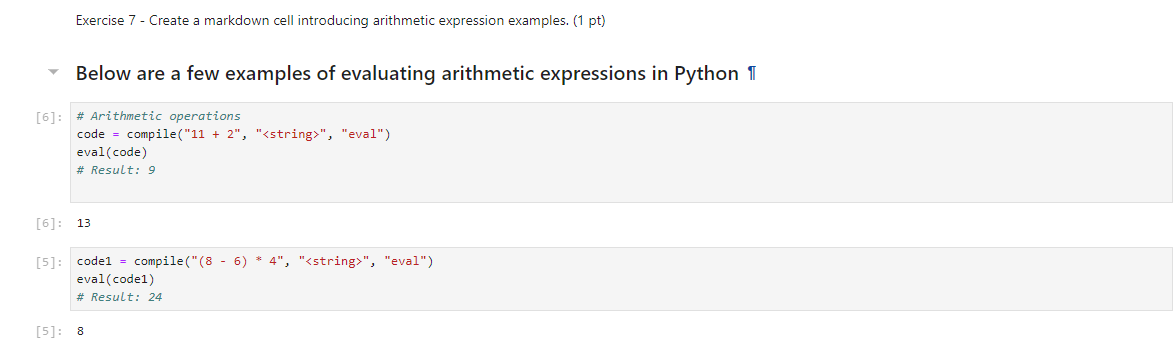 Exercise 7 - Create a markdown cell introducing arithmetic expression examples. (1 pt)
Below are a few examples of evaluating arithmetic expressions in Python ¶
[6]: # Arithmetic operations
code = compile("11 + 2", "<string>", "eval")
eval(code)
# Result: 9
[6]: 13
[5]: code1 = compile("(8 - 6) * 4", "<string>", "eval")
eval(code1)
# Result: 24
[5]: 8